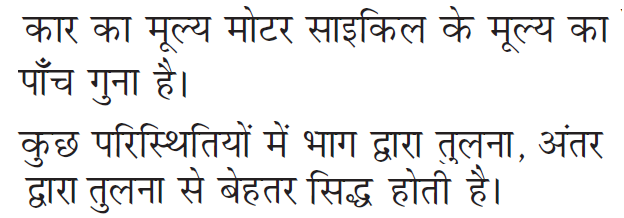 कार का मूल्य मोटर साइकिल के मूल्य का
पाँच गुना है।
कुछ परिस्थितियों में भाग द्वारा तुलना, अंतर
द्वारा तुलना से बेहतर सिद्ध होती है।